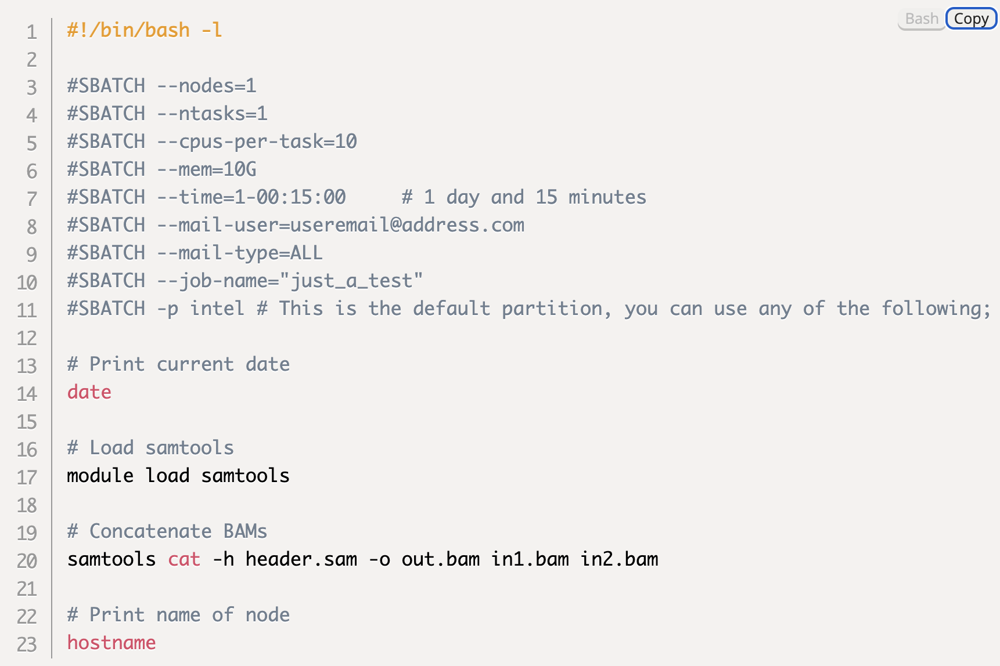 Bash Copy
1 #!/bin/bash -l
2
3 #SBATCH --nodes=1
4 #SBATCH --ntasks=1
5 #SBATCH --cpus-per-task=10
6 #SBATCH --mem=10G
7 #SBATCH --time=1-00:15:00     # 1 day and 15 minutes
8 #SBATCH --mail-user=useremail@address.com
9 #SBATCH --mail-type=ALL
10 #SBATCH --job-name="just_a_test"
11 #SBATCH -p intel # This is the default partition, you can use any of the following;
12
13 # Print current date
14 date
15
16 # Load samtools
17 module load samtools
18
19 # Concatenate BAMs
20 samtools cat -h header.sam -o out.bam in1.bam in2.bam
21
22 # Print name of node
23 hostname